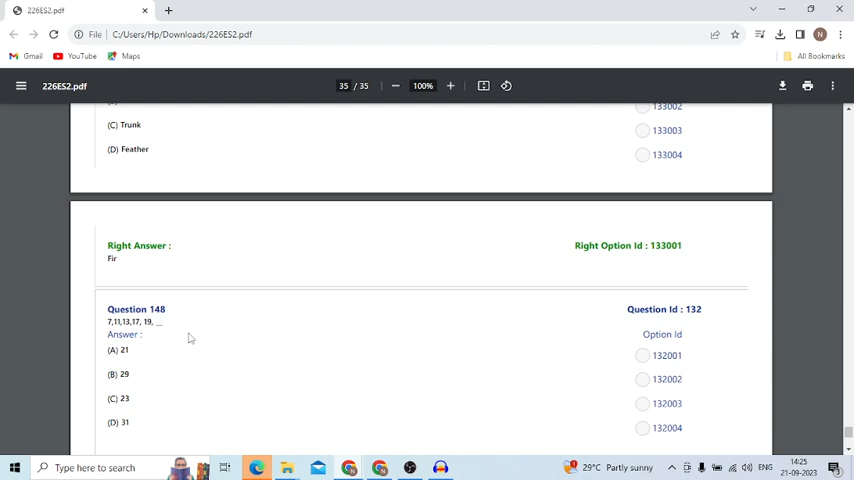 226ES2.pdf
File
C:/Users/Hp/Downloads/226ES2.pdf
N
Gmail
YouTube
Maps
All Bookmarks
226ES2.pdf
35 / 35
100%
133002
(C) Trunk
133003
(D) Feather
133004
Right Answer :
Right Option Id : 133001
Fir
Question 148
Question Id : 132
7,11,13,17, 19, __
Answer :
Option Id
(A) 21
132001
(B) 29
132002
(C) 23
132003
(D) 31
132004
Type here to search
29°C Partly sunny
ENG
14:25
21-09-2023
3